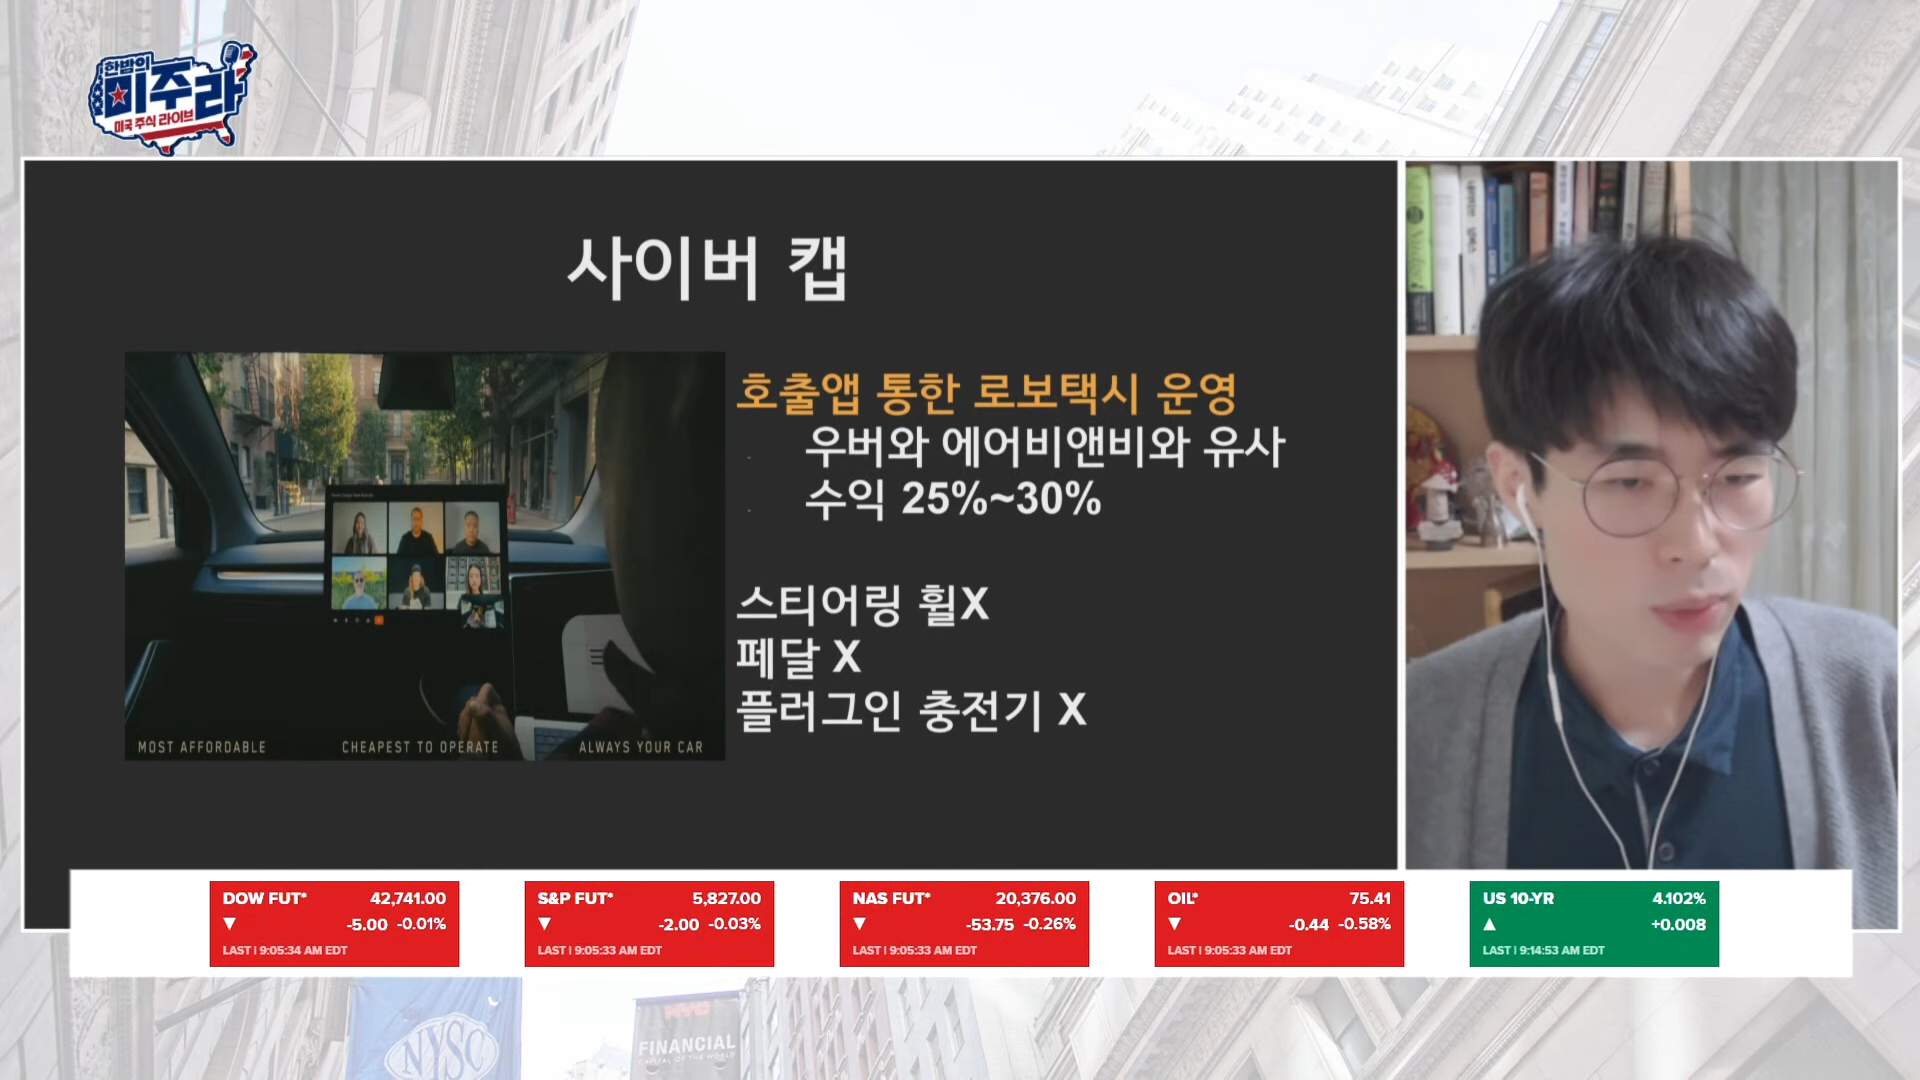 한밤의
미주라
미국 주식 라이브
사이버 캡
호출앱 통한 로보택시 운영
우버와 에어비앤비와 유사
수익 25%~30%
스티어링 휠X
페달 X
플러그인 충전기 X
MOST AFFORDABLE CHEAPEST TO OPERATE ALWAYS YOUR CAR
DOW FUT* 42,741.00
▼ -5.00 -0.01%
LAST | 9:05:34 AM EDT
S&P FUT* 5,827.00
▼ -2.00 -0.03%
LAST | 9:05:33 AM EDT
NAS FUT* 20,376.00
▼ -53.75 -0.26%
LAST | 9:05:33 AM EDT
OIL* 75.41
▼ -0.44 -0.58%
LAST | 9:05:33 AM EDT
US 10-YR 4.102%
▲ +0.008
LAST | 9:14:53 AM EDT
NYSC
NYC
FINANCIAL
CAPITAL OF THE WORLD